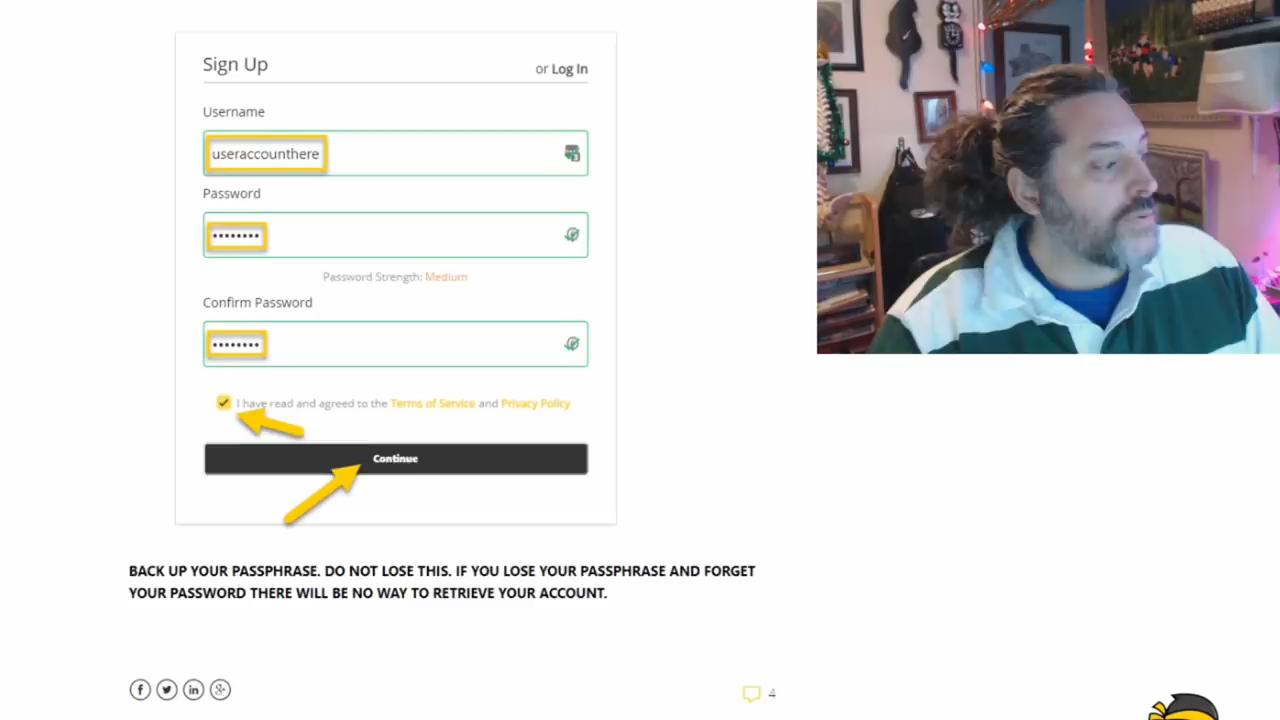 Sign Up
or Log In
Username
useraccounthere
Password
••••••••
Password Strength: Medium
Confirm Password
••••••••
I have read and agreed to the Terms of Service and Privacy Policy
Continue
BACK UP YOUR PASSPHRASE. DO NOT LOSE THIS. IF YOU LOSE YOUR PASSPHRASE AND FORGET
YOUR PASSWORD THERE WILL BE NO WAY TO RETRIEVE YOUR ACCOUNT.
4